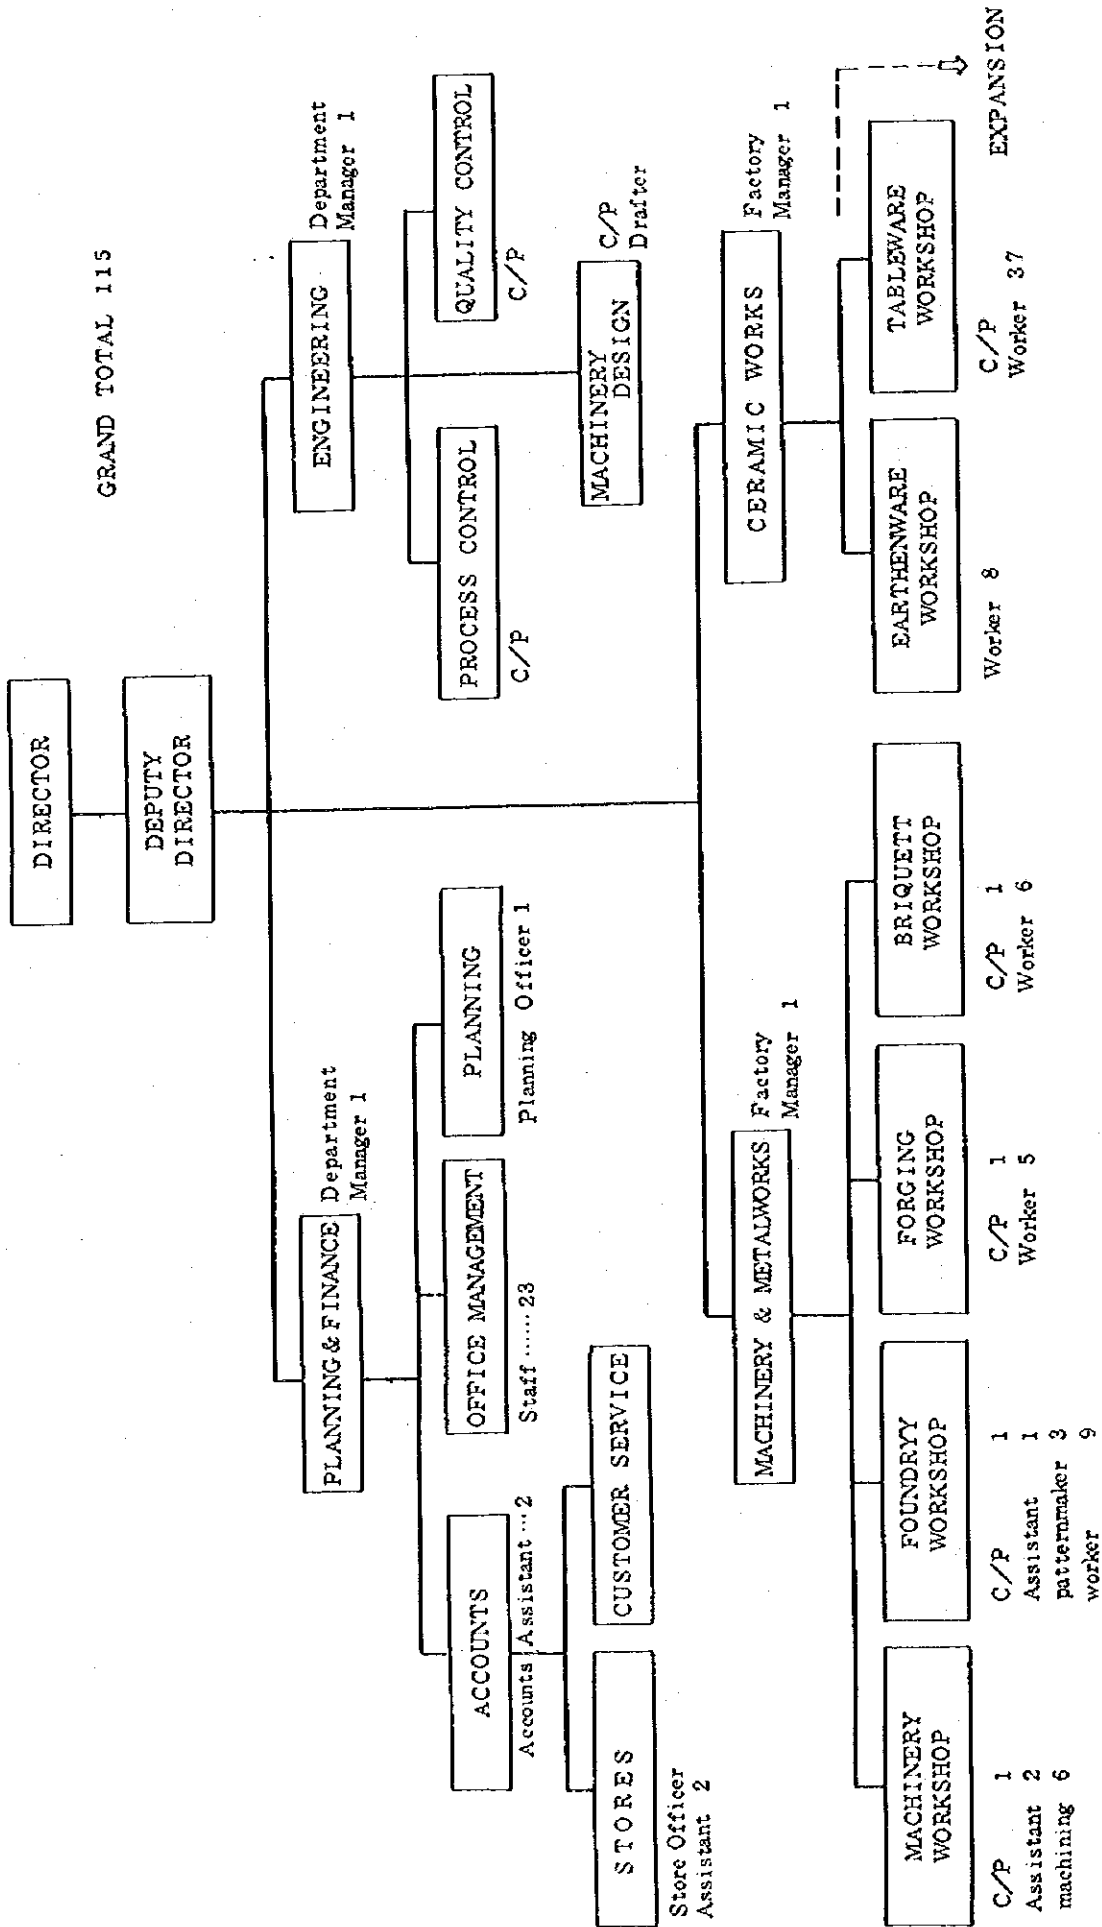 GRAND TOTAL 115
DIRECTOR
DEPUTY
DIRECTOR
PLANNING & FINANCE
Department
Manager 1
ENGINEERING
Department
Manager 1
ACCOUNTS
Accounts Assistant ... 2
OFFICE MANAGEMENT
Staff ...... 23
PLANNING
Planning Officer 1
PROCESS CONTROL
C/P
QUALITY CONTROL
C/P
STORES
Store Officer
Assistant 2
CUSTOMER SERVICE
MACHINERY
DESIGN
C/P
Drafter
MACHINERY & METALWORKS
Factory
Manager 1
CERAMIC WORKS
Factory
Manager 1
MACHINERY
WORKSHOP
C/P 1
Assistant 2
machining 6
FOUNDRYY
WORKSHOP
C/P 1
Assistant 1
patternmaker 3
worker 9
FORGING
WORKSHOP
C/P 1
Worker 5
BRIQUETT
WORKSHOP
C/P 1
Worker 6
EARTHENWARE
WORKSHOP
Worker 8
TABLEWARE
WORKSHOP
C/P
Worker 37
EXPANSION